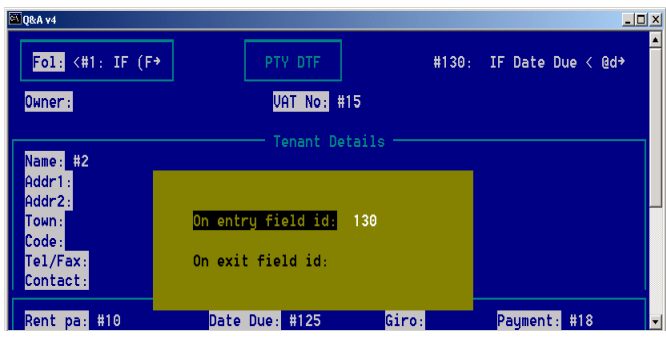 Q&A v4
Fol: <#1: IF (F→ PTY DTF #130: IF Date Due < @d→
Owner: VAT No: #15
Tenant Details
Name: #2
Addr1:
Addr2:
Town:
Code:
Tel/Fax:
Contact:
On entry field id: 130
On exit field id:
Rent pa: #10 Date Due: #125 Giro: Payment: #18